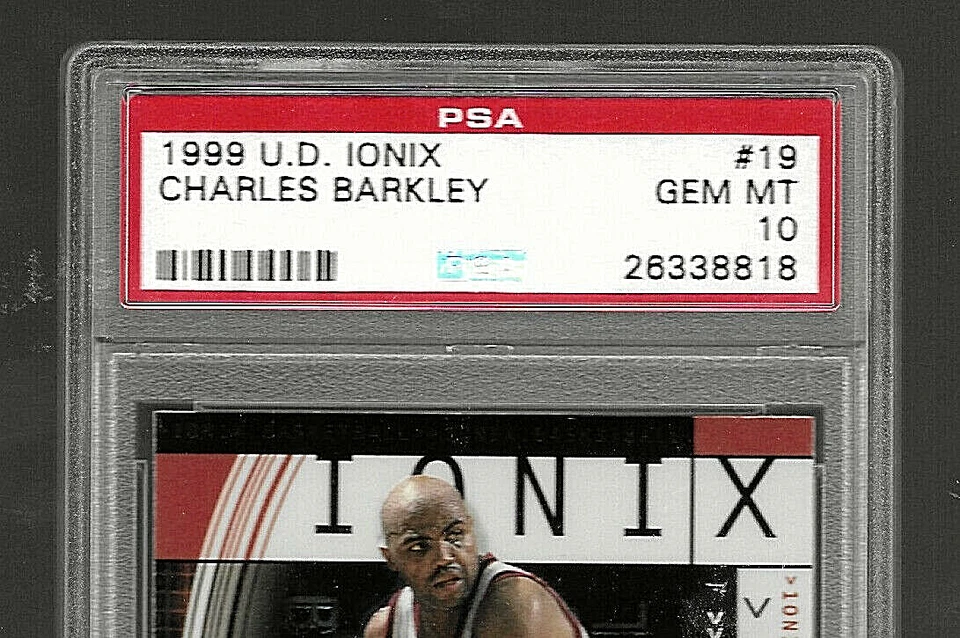 PSA
1999 U.D. IONIX #19
CHARLES BARKLEY GEM MT
10
26338818
IONIX